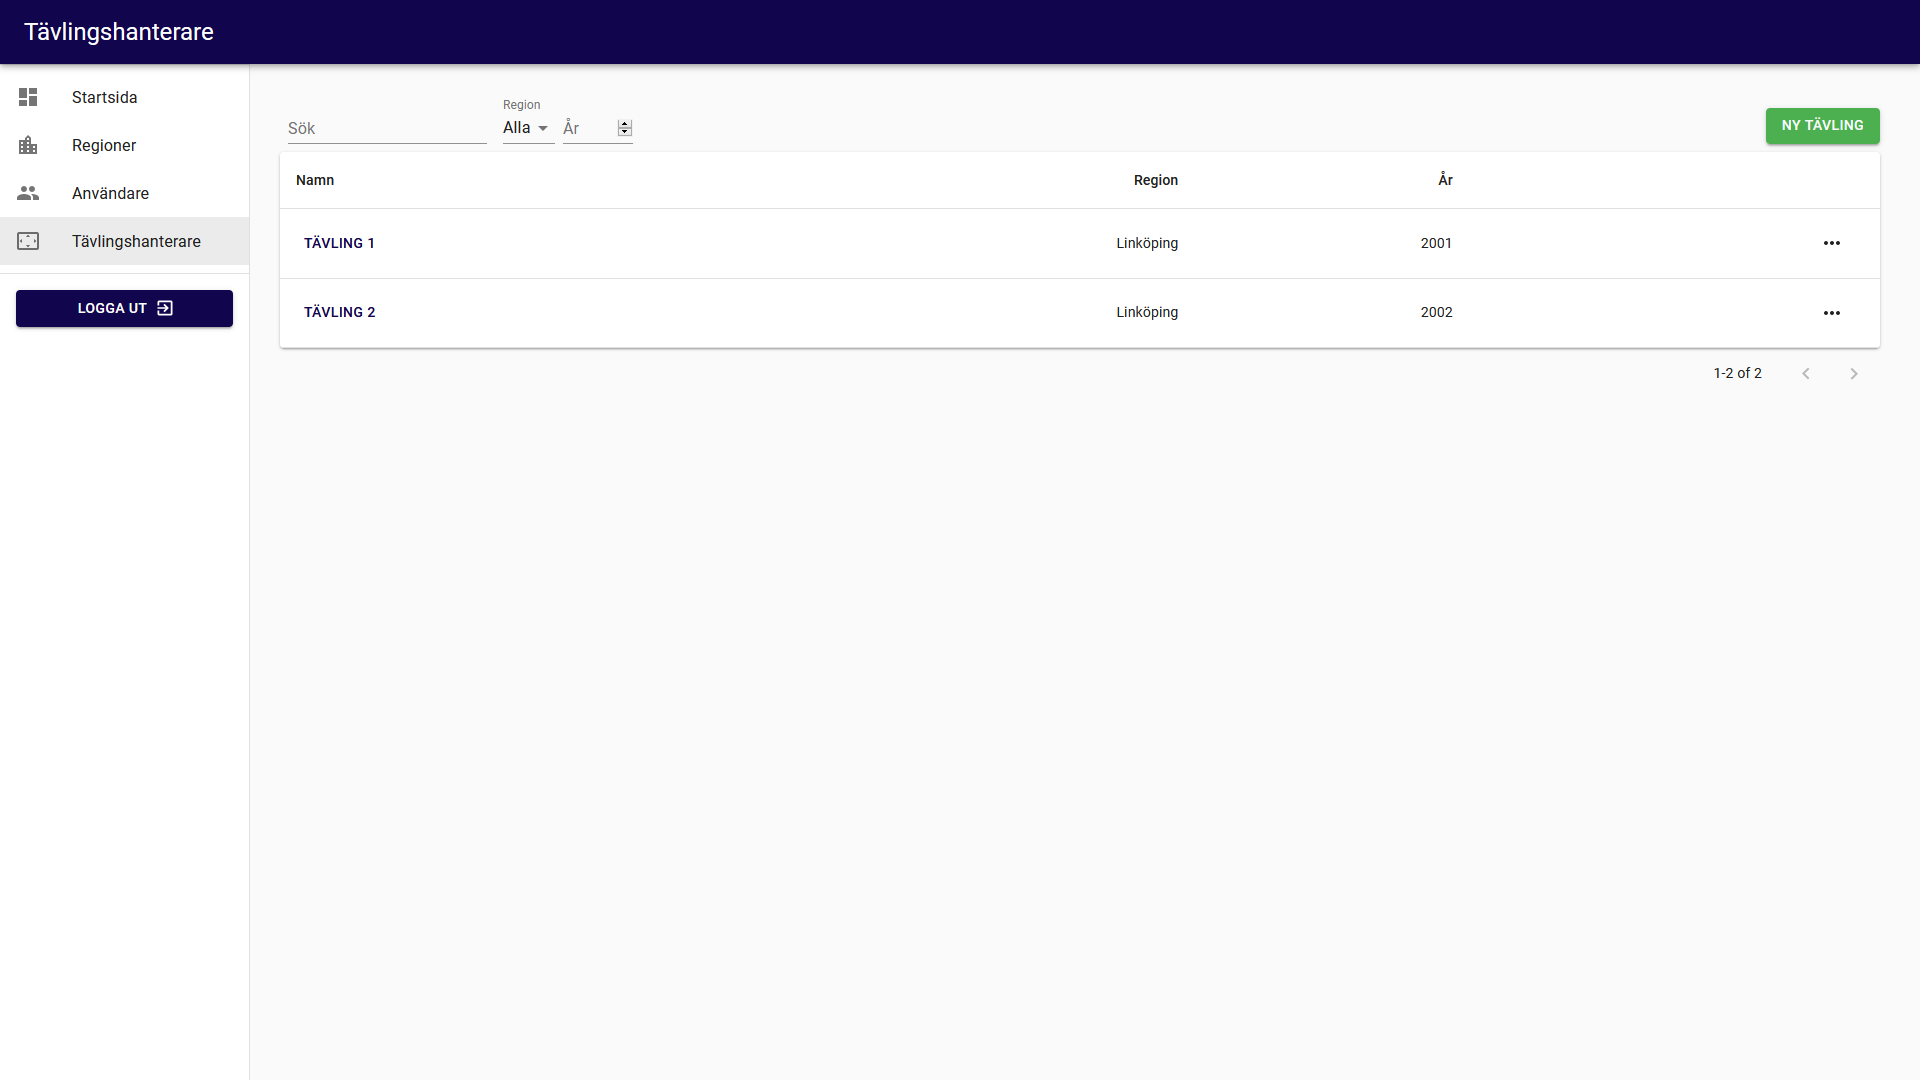 Tävlingshanterare
Startsida
Regioner
Användare
Tävlingshanterare
LOGGA UT
Region
Sök
Alla
År
NY TÄVLING
Namn Region År
TÄVLING 1 Linköping 2001
TÄVLING 2 Linköping 2002
1-2 of 2